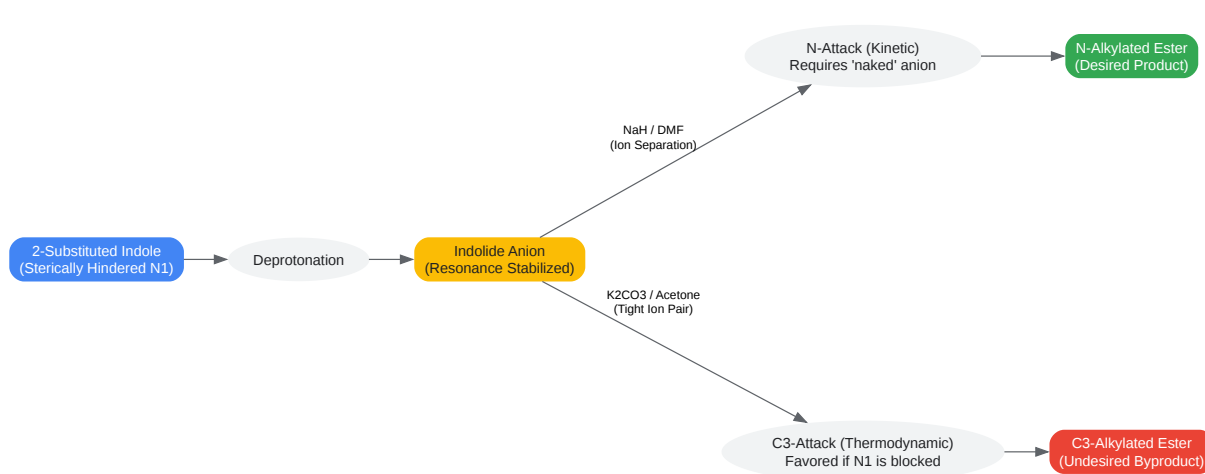 2-Substituted Indole
(Sterically Hindered N1)
Deprotonation
Indolide Anion
(Resonance Stabilized)
NaH / DMF
(Ion Separation)
N-Attack (Kinetic)
Requires 'naked' anion
N-Alkylated Ester
(Desired Product)
K2CO3 / Acetone
(Tight Ion Pair)
C3-Attack (Thermodynamic)
Favored if N1 is blocked
C3-Alkylated Ester
(Undesired Byproduct)